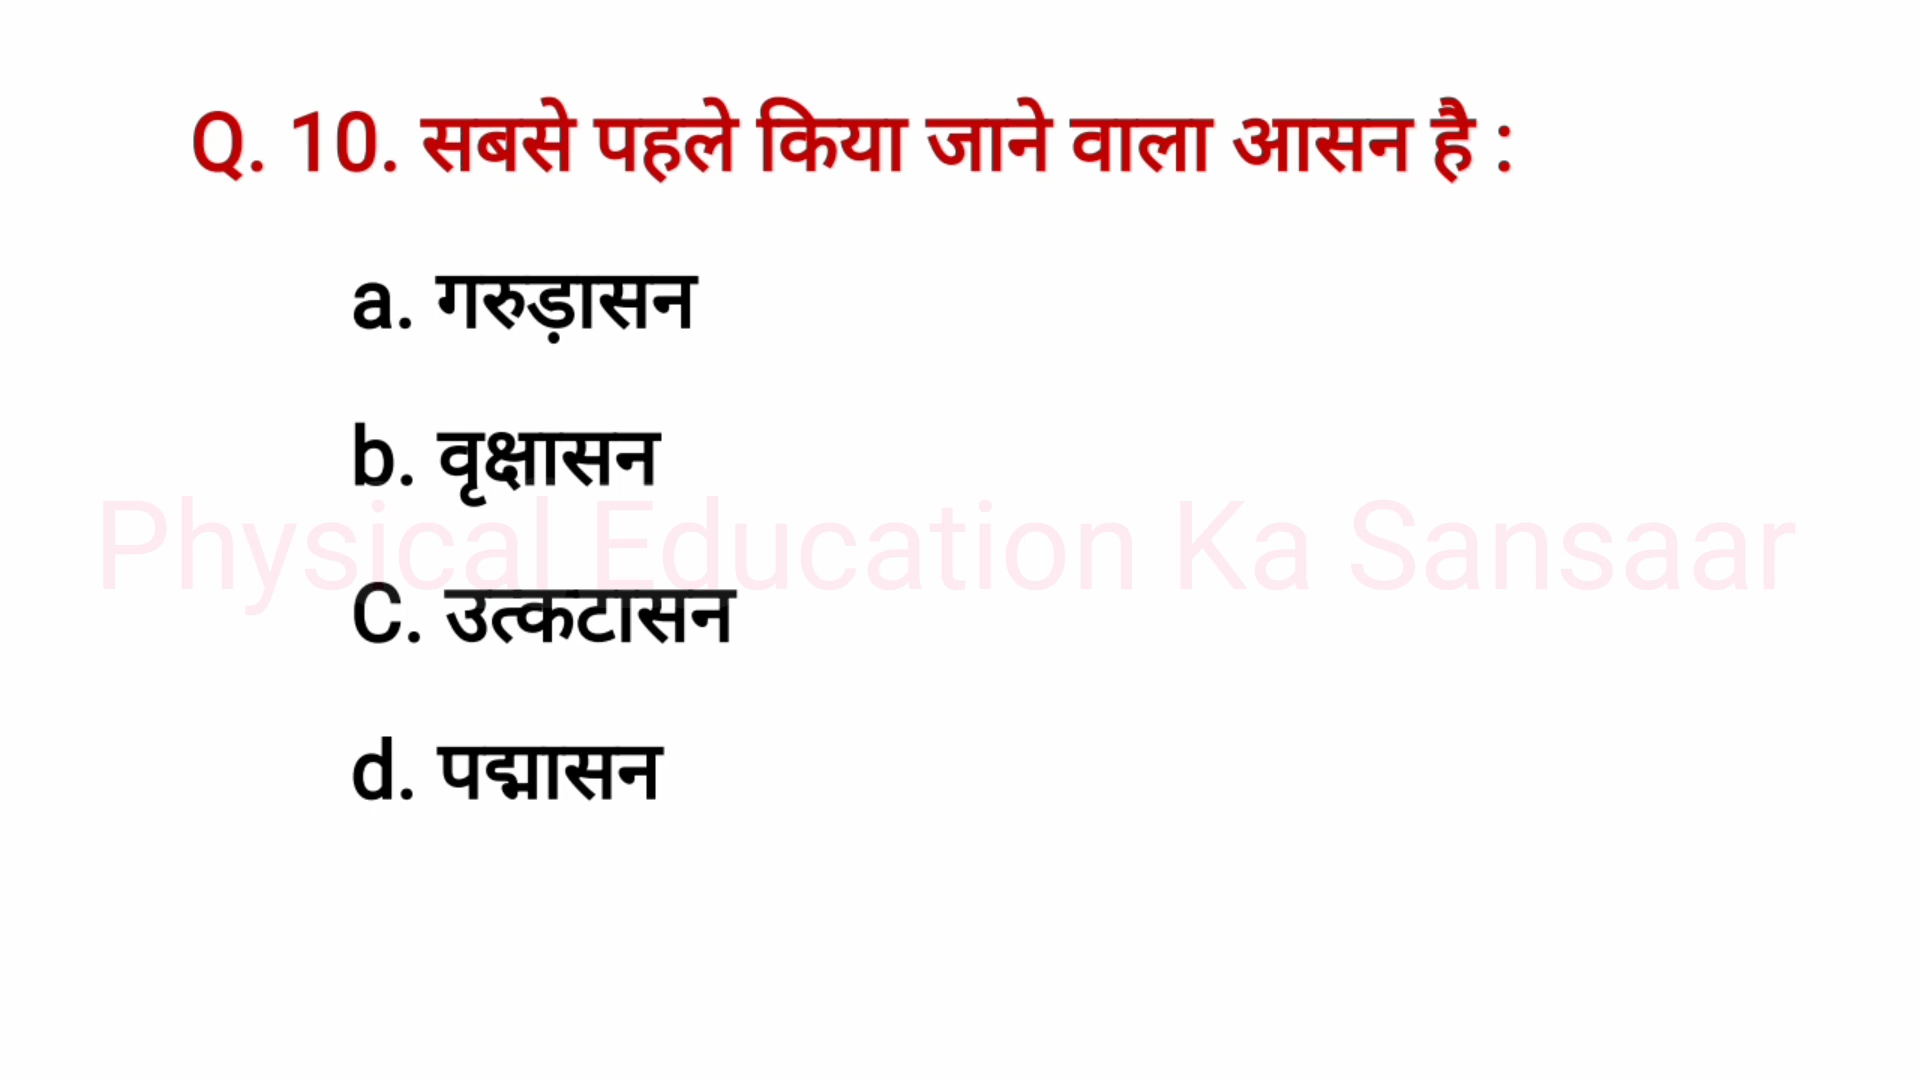 Q. 10. सबसे पहले किया जाने वाला आसन है :
a. गरुड़ासन
b. वृक्षासन
Physical Education Ka Sansaar
C. उत्कटासन
d. पद्मासन